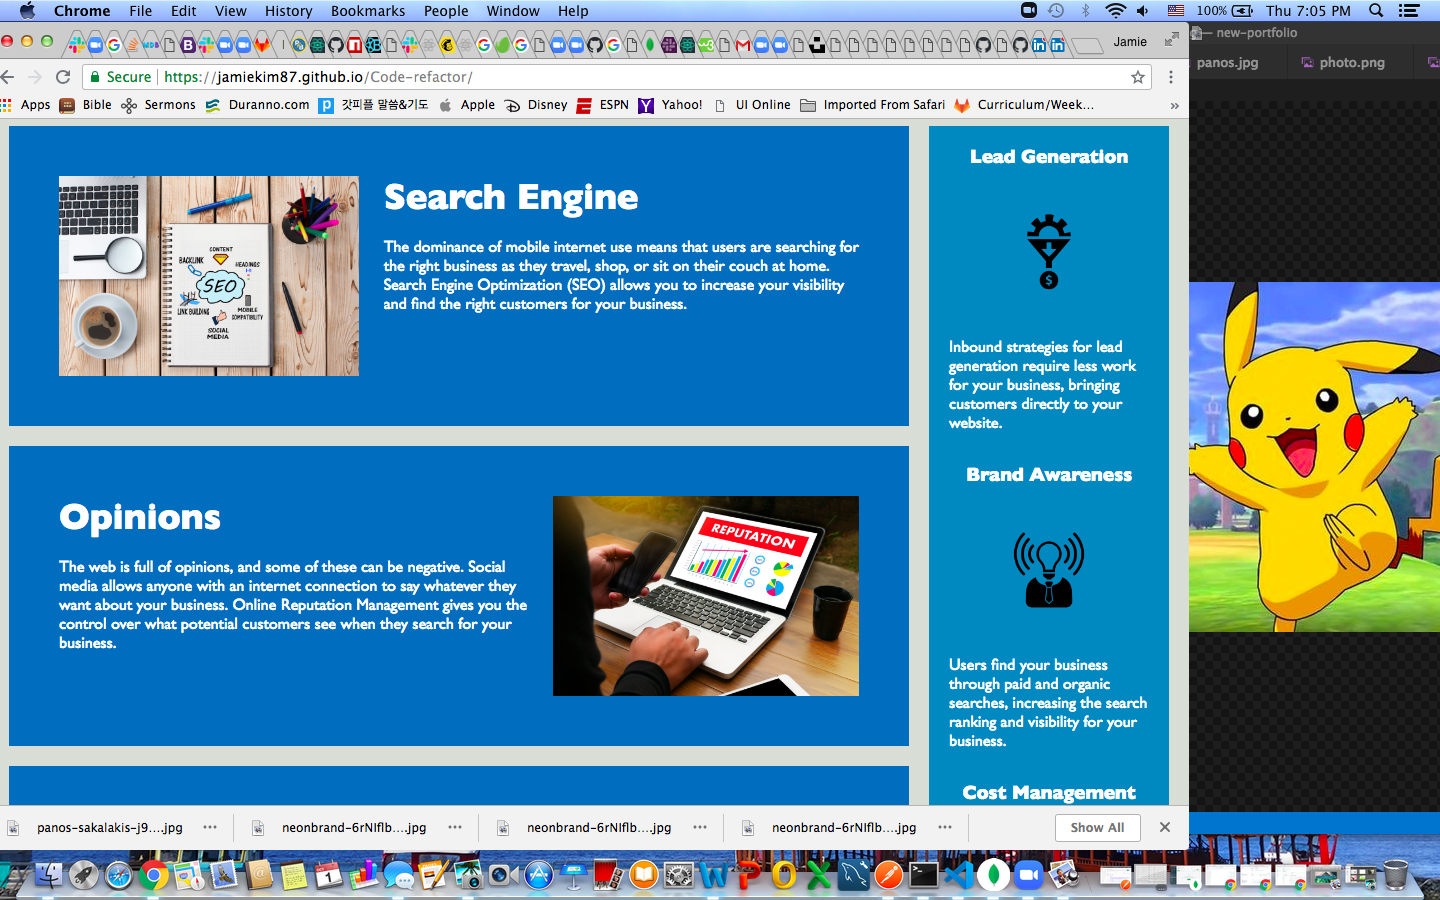 Chrome File Edit View History Bookmarks People Window Help
100% Thu 7:05 PM
Jamie
new-portfolio
Secure https://jamiekim87.github.io/Code-refactor/
panos.jpg photo.png
Apps Bible Sermons Duranno.com 갓피플 말씀&기도 Apple Disney ESPN Yahoo! UI Online Imported From Safari Curriculum/Week... »
Search Engine
The dominance of mobile internet use means that users are searching for
the right business as they travel, shop, or sit on their couch at home.
Search Engine Optimization (SEO) allows you to increase your visibility
and find the right customers for your business.
CONTENT
BACKLINK
HEADINGS
SEO
LINK BUILDING
MOBILE
COMPATIBILITY
SOCIAL
MEDIA
Opinions
The web is full of opinions, and some of these can be negative. Social
media allows anyone with an internet connection to say whatever they
want about your business. Online Reputation Management gives you the
control over what potential customers see when they search for your
business.
REPUTATION
Lead Generation
Inbound strategies for lead
generation require less work
for your business, bringing
customers directly to your
website.
Brand Awareness
Users find your business
through paid and organic
searches, increasing the search
ranking and visibility for your
business.
Cost Management
panos-sakalakis-j9....jpg neonbrand-6rNIflb....jpg neonbrand-6rNIflb....jpg neonbrand-6rNIflb....jpg Show All